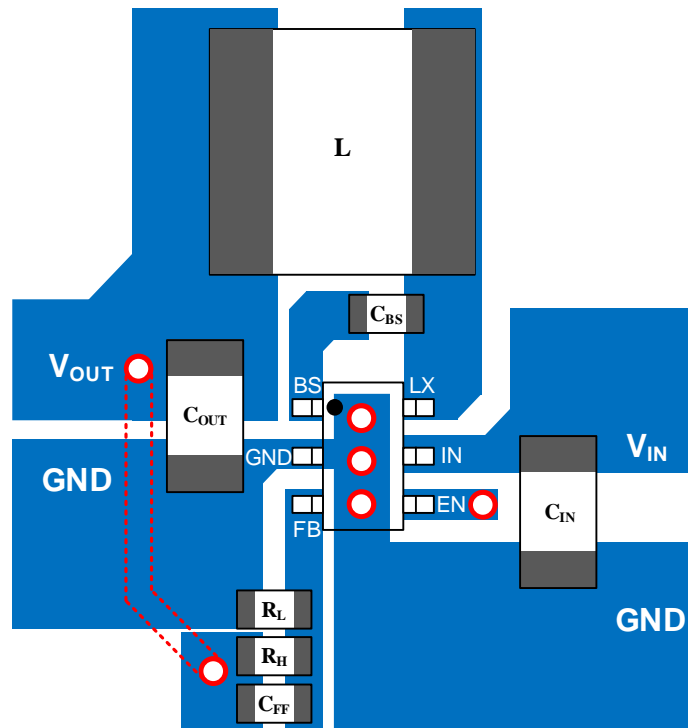 L
C_BS
V_OUT
BS
LX
C_OUT
V_IN
GND
IN
GND
EN
C_IN
FB
R_L
GND
R_H
C_FF